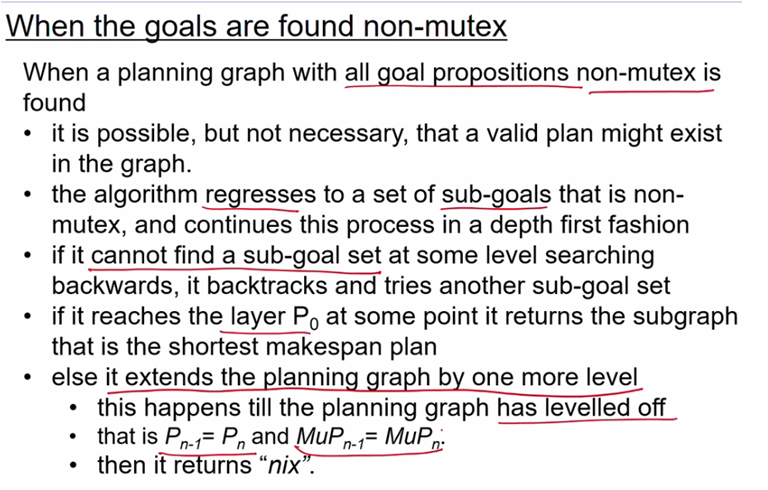 When the goals are found non-mutex
When a planning graph with all goal propositions non-mutex is
found
• it is possible, but not necessary, that a valid plan might exist
in the graph.
• the algorithm regresses to a set of sub-goals that is non-
mutex, and continues this process in a depth first fashion
• if it cannot find a sub-goal set at some level searching
backwards, it backtracks and tries another sub-goal set
• if it reaches the layer P₀ at some point it returns the subgraph
that is the shortest makespan plan
• else it extends the planning graph by one more level
• this happens till the planning graph has levelled off
• that is Pₙ₋₁= Pₙ and MuPₙ₋₁= MuPₙ.
• then it returns “nix”.